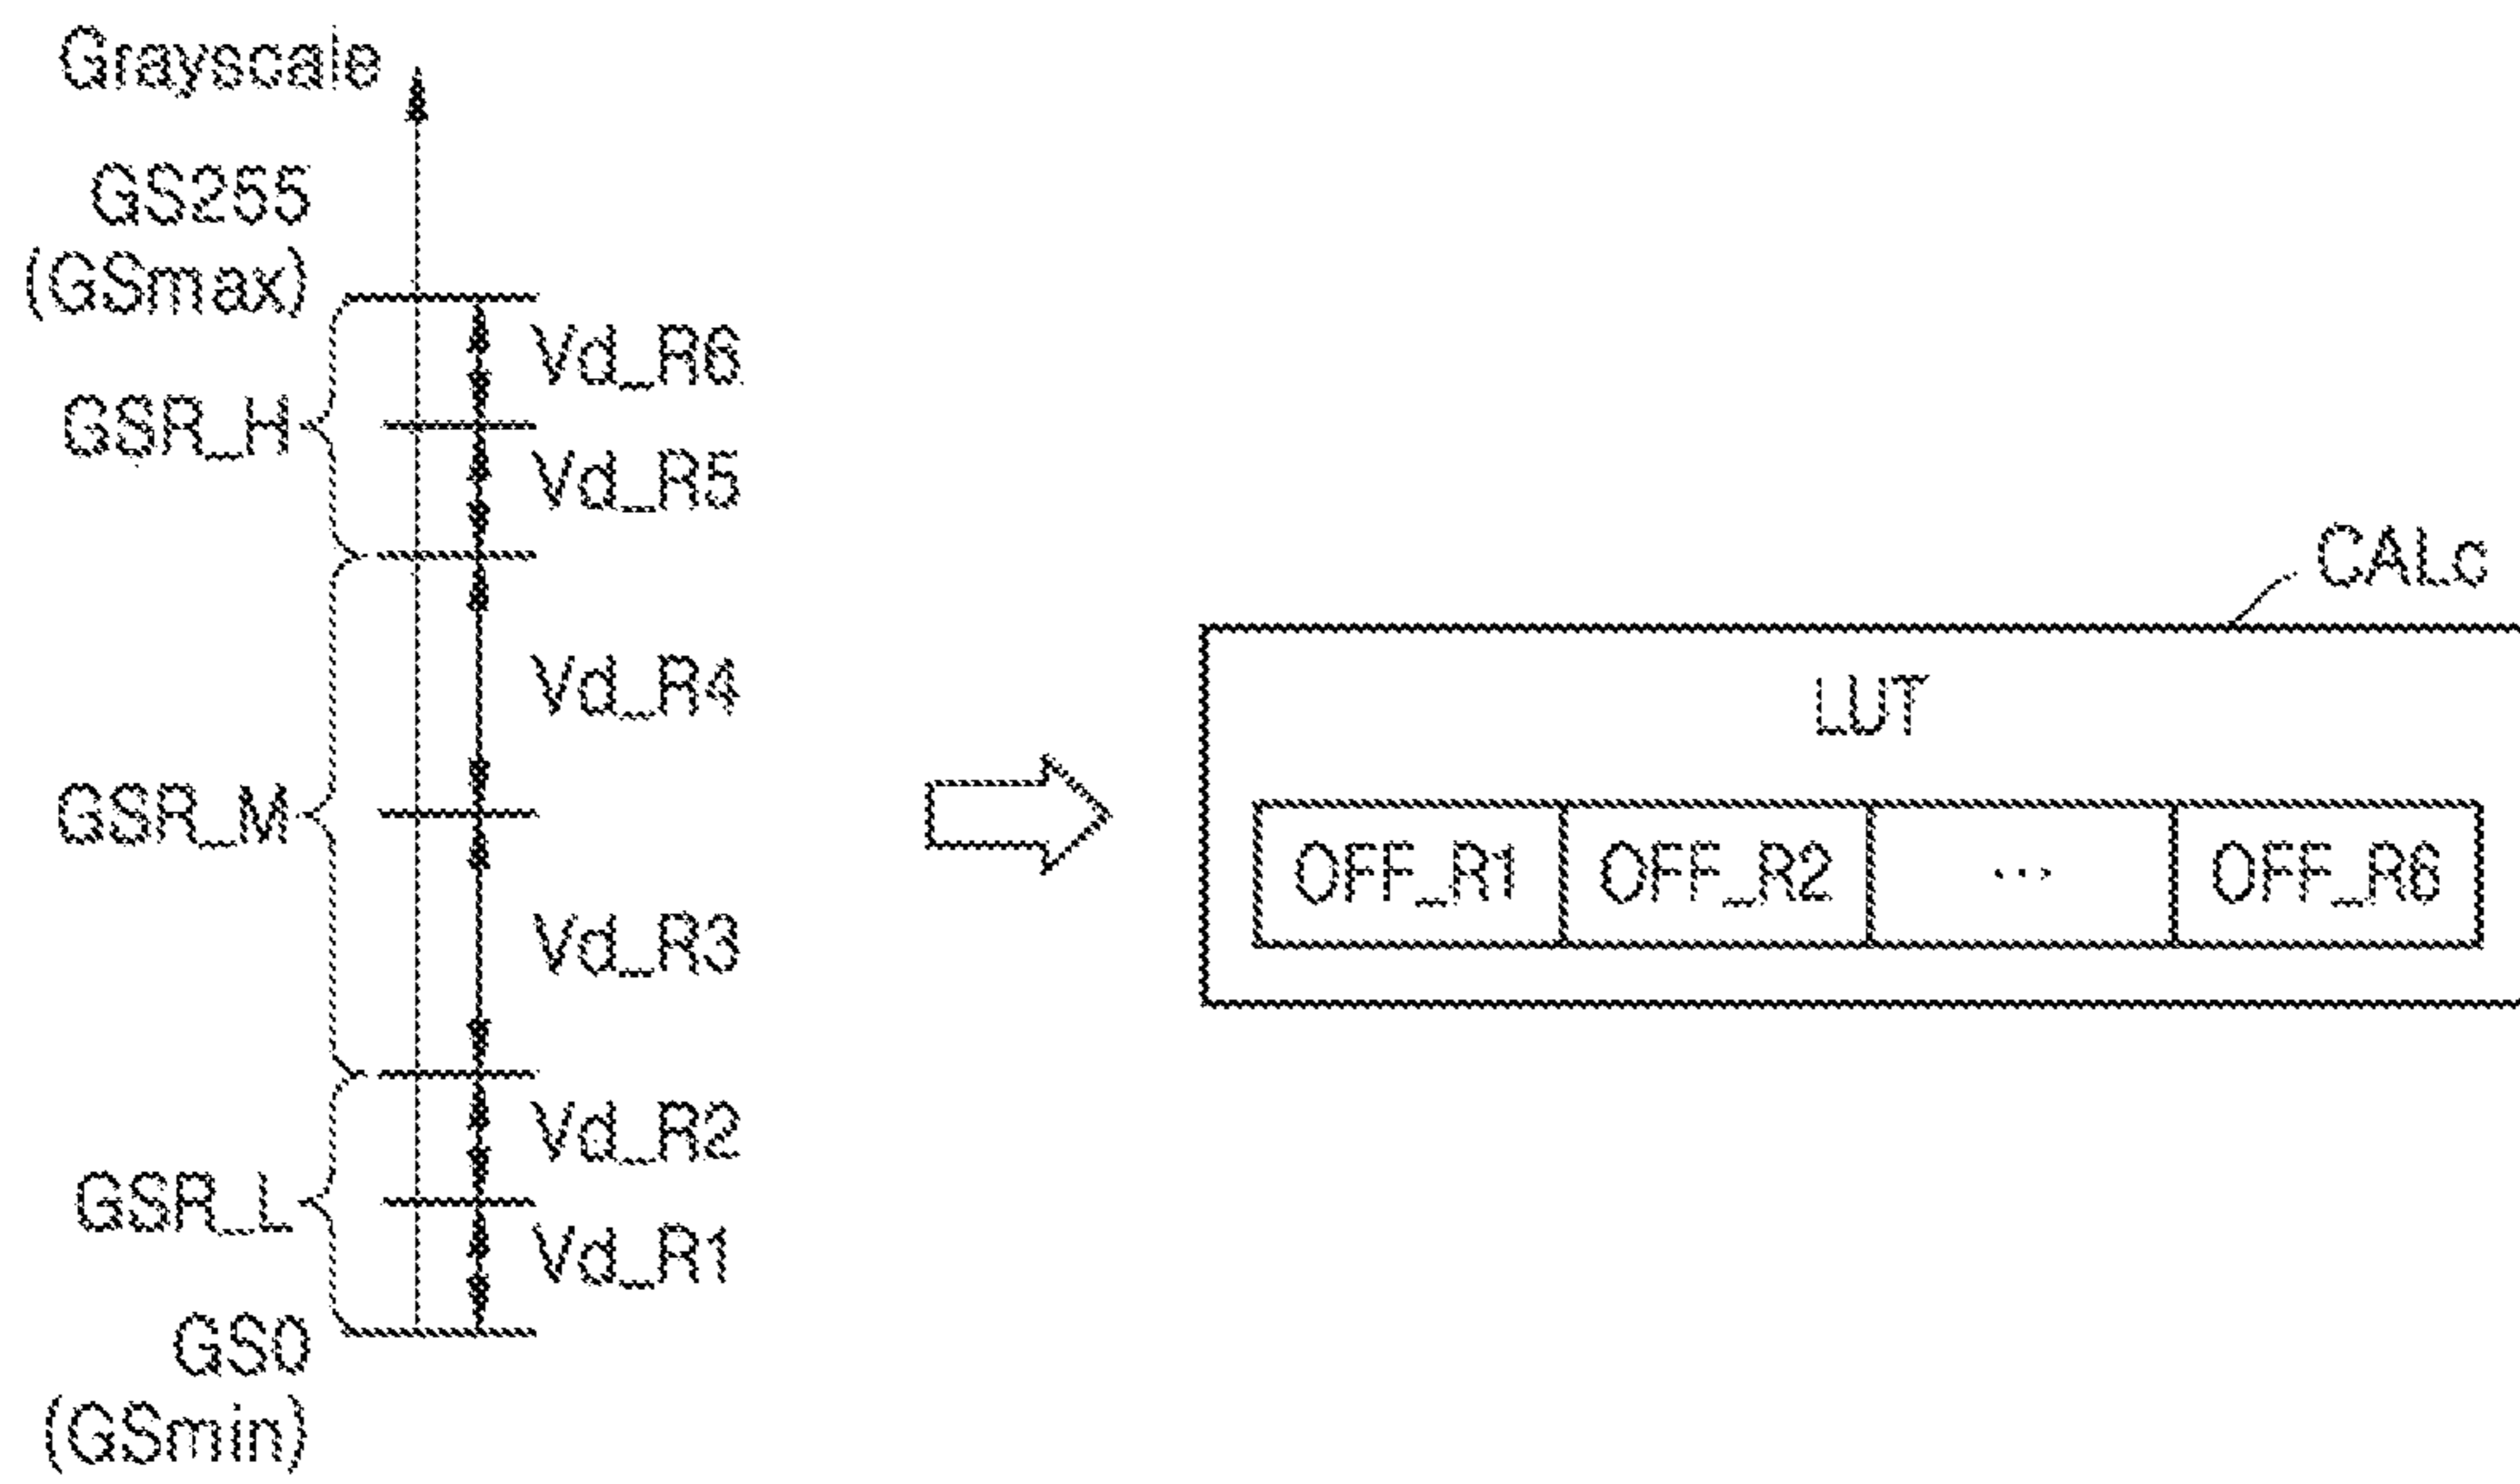 Grayscale
GS255
(GSmax)
Vd_R6
GSR_H
Vd_R5
CALc
Vd_R4
LUT
GSR_M
OFF_R1 OFF_R2 ... OFF_R6
Vd_R3
Vd_R2
GSR_L
Vd_R1
GS0
(GSmin)